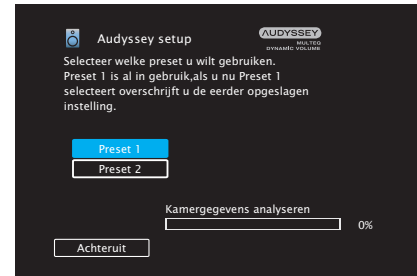 Audyssey setup
AUDYSSEY
MULTEQ
DYNAMIC VOLUME
Selecteer welke preset u wilt gebruiken.
Preset 1 is al in gebruik,als u nu Preset 1
selecteert overschrijft u de eerder opgeslagen
instelling.
Preset 1
Preset 2
Kamergegevens analyseren
0%
Achteruit